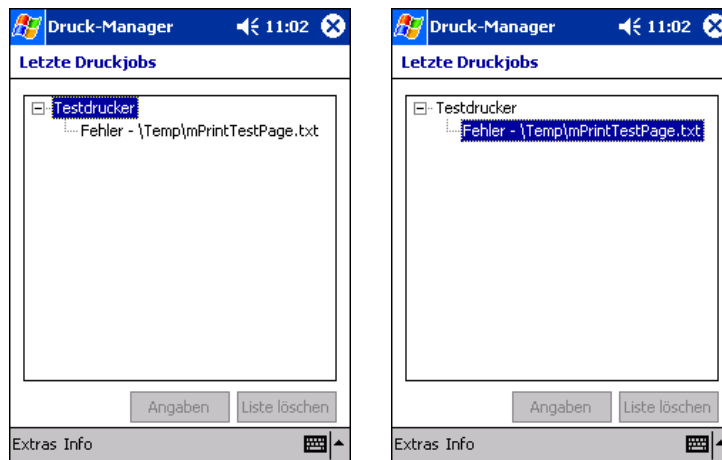 Druck-Manager 11:02
Letzte Druckjobs
Testdrucker
Fehler - \Temp\mPrintTestPage.txt
Angaben Liste löschen
Extras Info
Druck-Manager 11:02
Letzte Druckjobs
Testdrucker
Fehler - \Temp\mPrintTestPage.txt
Angaben Liste löschen
Extras Info